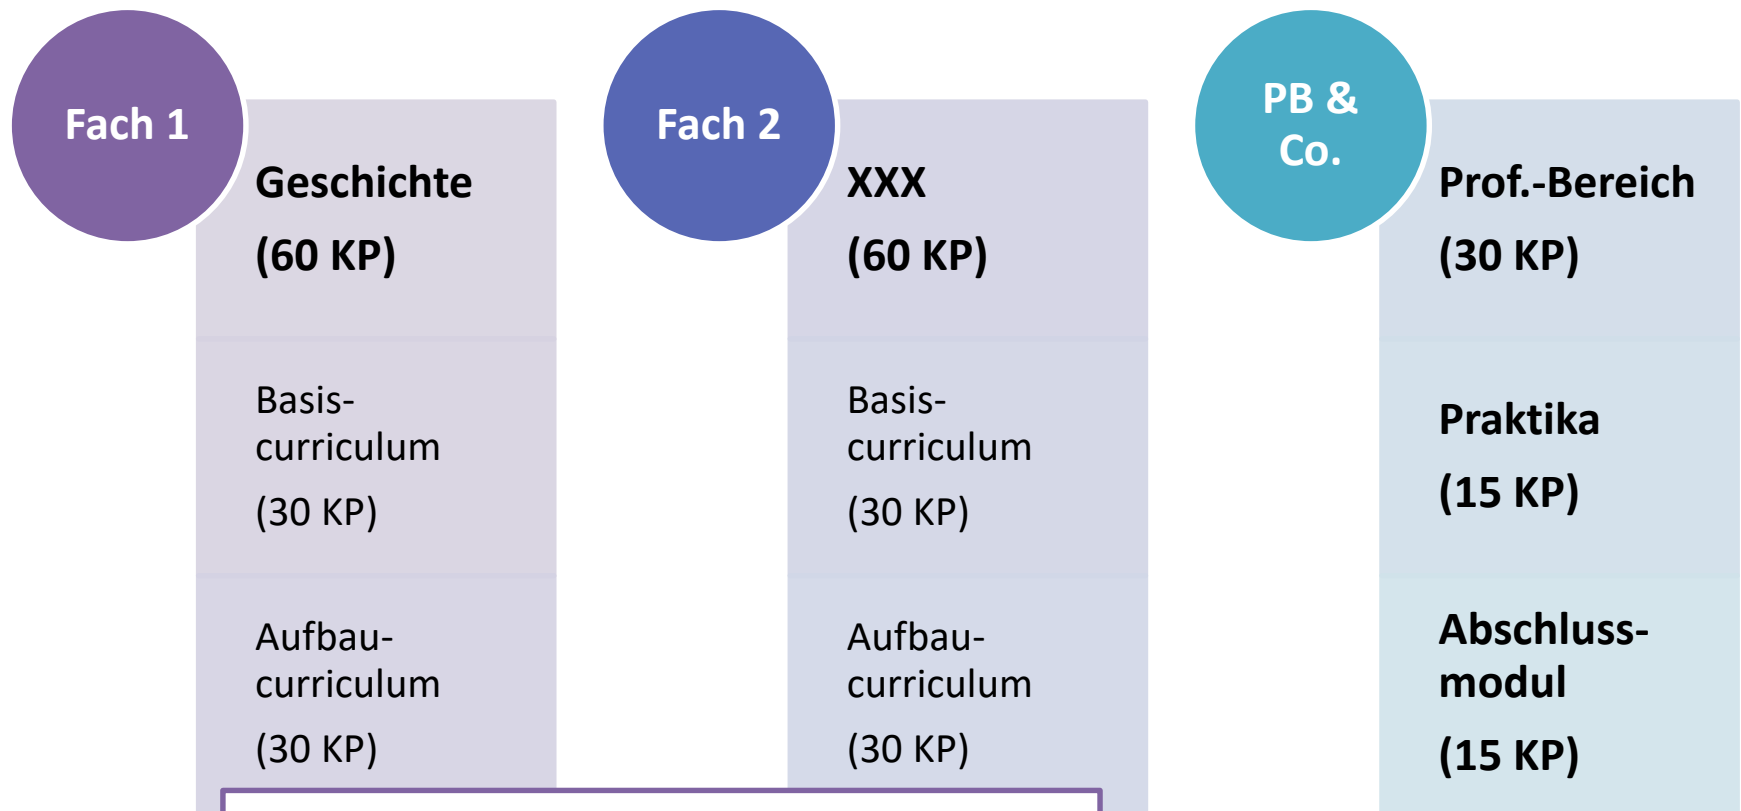 Fach 1
Geschichte
(60 KP)
Basis-
curriculum
(30 KP)
Aufbau-
curriculum
(30 KP)
Fach 2
XXX
(60 KP)
Basis-
curriculum
(30 KP)
Aufbau-
curriculum
(30 KP)
PB &
Co.
Prof.-Bereich
(30 KP)
Praktika
(15 KP)
Abschluss-
modul
(15 KP)